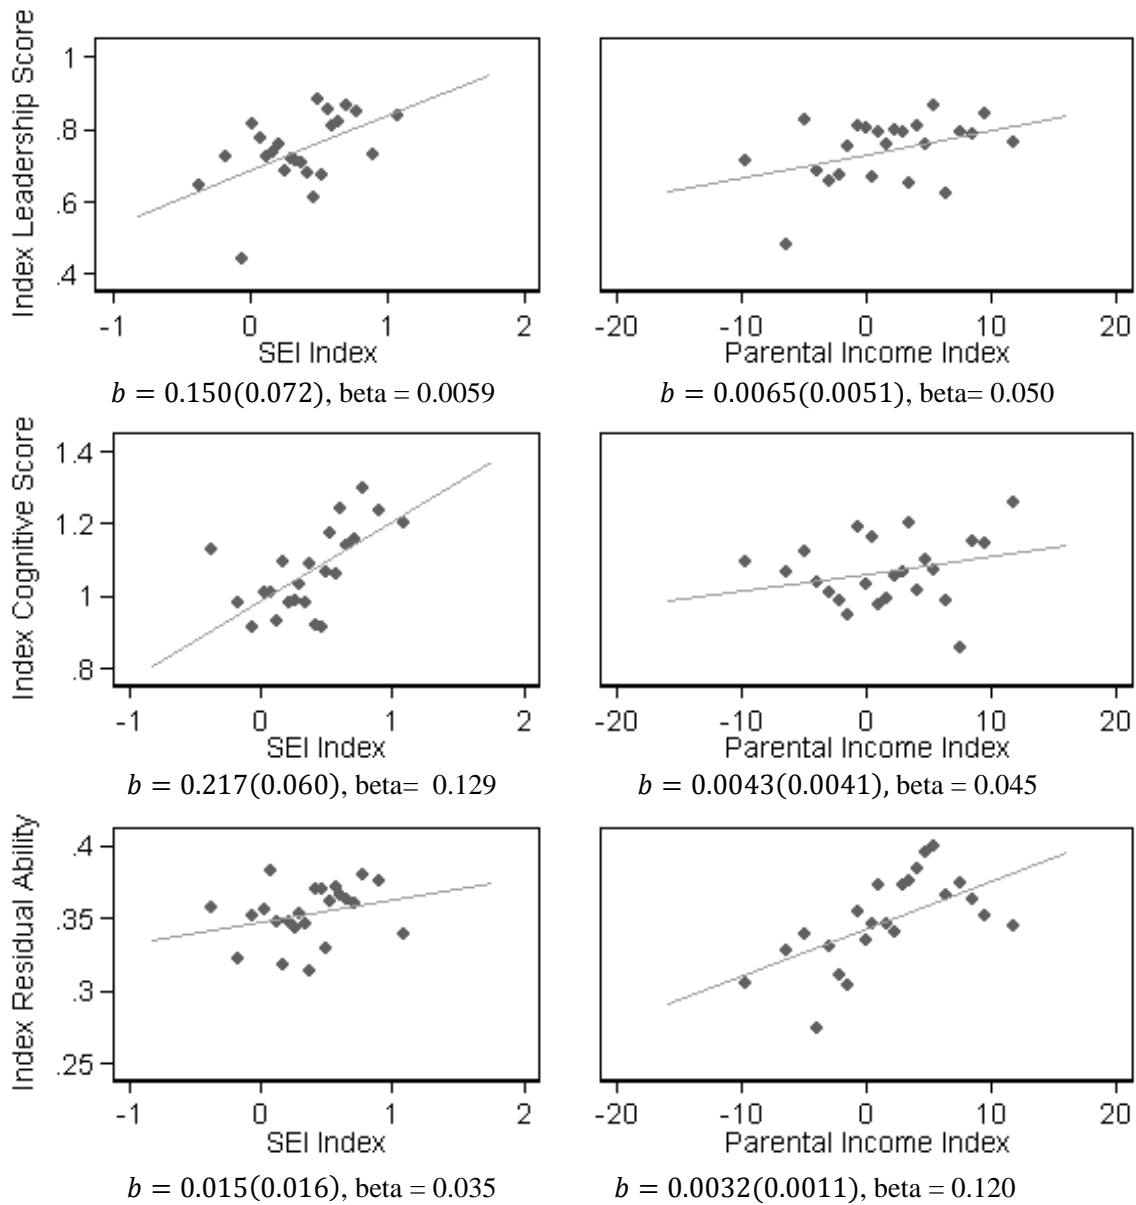 Index Leadership Score
1
.8
.6
.4
-1 0 1 2
SEI Index
-20 -10 0 10 20
Parental Income Index
b = 0.150(0.072), beta = 0.0059
b = 0.0065(0.0051), beta= 0.050
Index Cognitive Score
1.4
1.2
1
.8
-1 0 1 2
SEI Index
-20 -10 0 10 20
Parental Income Index
b = 0.217(0.060), beta= 0.129
b = 0.0043(0.0041), beta = 0.045
Index Residual Ability
.4
.35
.3
.25
-1 0 1 2
SEI Index
-20 -10 0 10 20
Parental Income Index
b = 0.015(0.016), beta = 0.035
b = 0.0032(0.0011), beta = 0.120